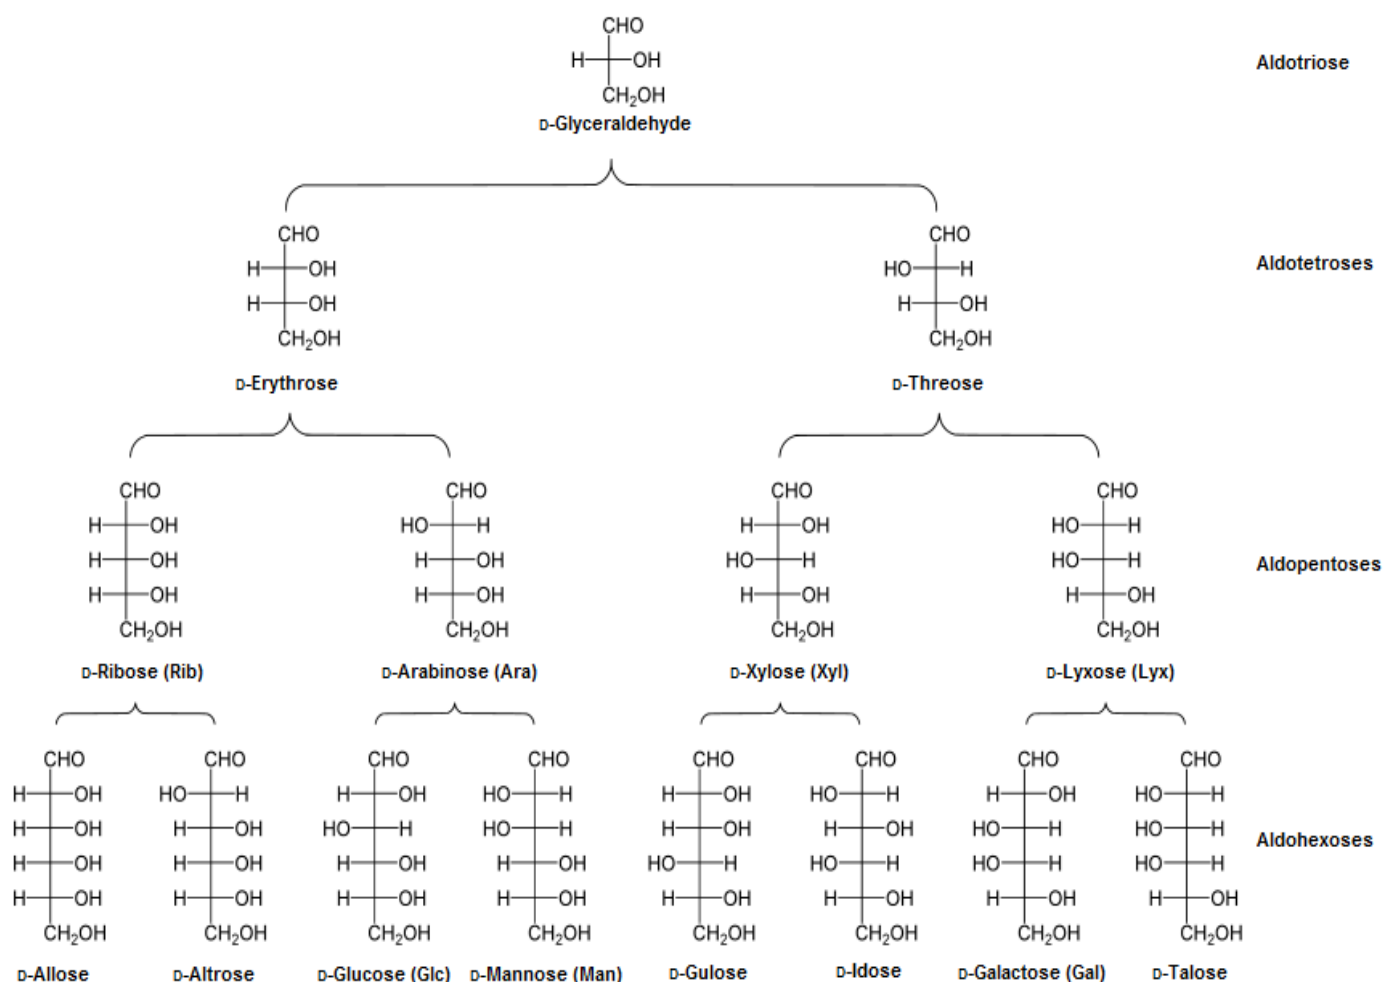 CHO
H OH
CH₂OH
D-Glyceraldehyde
Aldotriose
CHO CHO
H OH HO H
H OH H OH
CH₂OH CH₂OH
D-Erythrose D-Threose
Aldotetroses
CHO CHO CHO CHO
H OH HO H H OH HO H
H OH H OH HO H HO H
H OH H OH H OH H OH
CH₂OH CH₂OH CH₂OH CH₂OH
D-Ribose (Rib) D-Arabinose (Ara) D-Xylose (Xyl) D-Lyxose (Lyx)
Aldopentoses
CHO CHO CHO CHO CHO CHO CHO CHO
H OH HO H H OH HO H H OH HO H H OH HO H
H OH H OH HO H HO H H OH H OH HO H HO H
H OH H OH H OH H OH HO H HO H HO H HO H
H OH H OH H OH H OH H OH H OH H OH H OH
CH₂OH CH₂OH CH₂OH CH₂OH CH₂OH CH₂OH CH₂OH CH₂OH
D-Allose D-Altrose D-Glucose (Glc) D-Mannose (Man) D-Gulose D-Idose D-Galactose (Gal) D-Talose
Aldohexoses